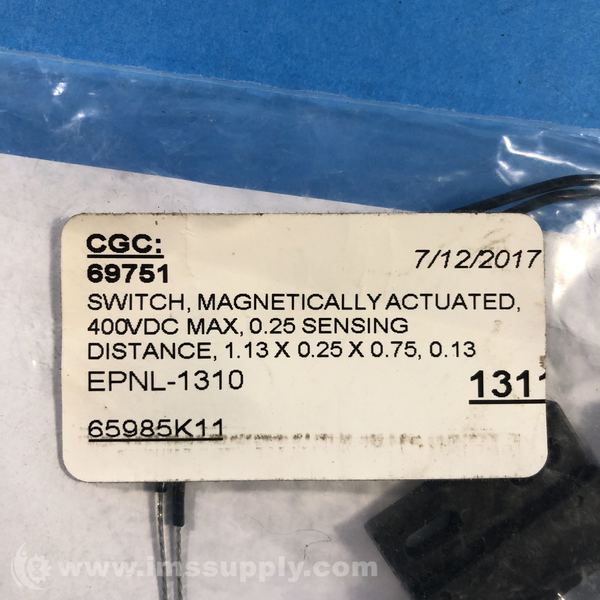 CGC:
69751
7/12/2017
SWITCH, MAGNETICALLY ACTUATED,
400VDC MAX, 0.25 SENSING
DISTANCE, 1.13 X 0.25 X 0.75, 0.13
EPNL-1310
1311
65985K11
www.imssupply.com